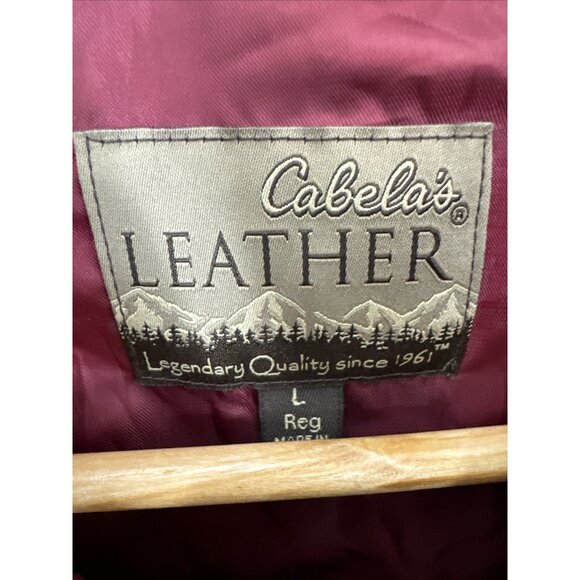 Cabela's®
LEATHER
Legendary Quality since 1961™
L
Reg
MADE IN